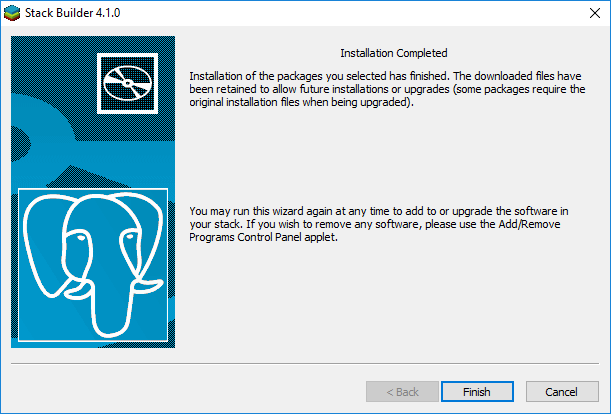 Stack Builder 4.1.0
Installation Completed
Installation of the packages you selected has finished. The downloaded files have
been retained to allow future installations or upgrades (some packages require the
original installation files when being upgraded).
You may run this wizard again at any time to add to or upgrade the software in
your stack. If you wish to remove any software, please use the Add/Remove
Programs Control Panel applet.
< Back
Finish
Cancel